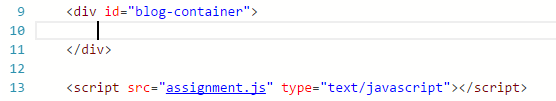 9 <div id="blog-container">
10
11 </div>
12
13 <script src="assignment.js" type="text/javascript"></script>